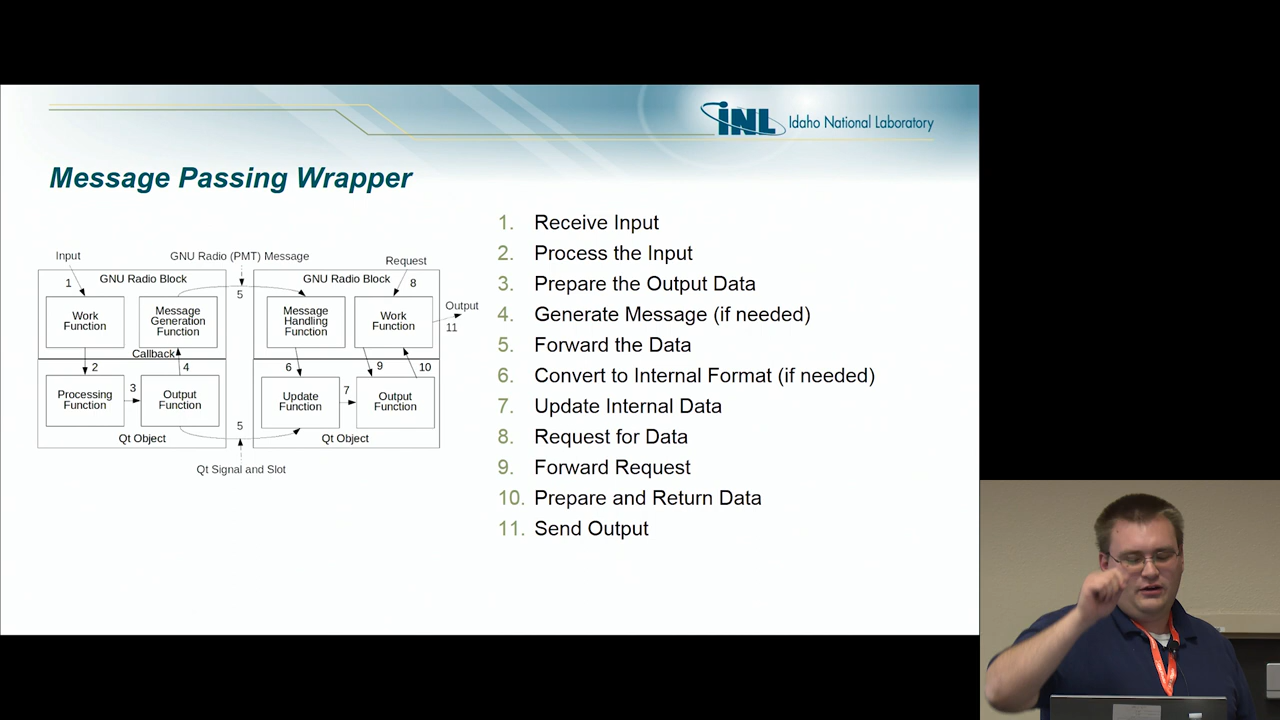 INL Idaho National Laboratory
Message Passing Wrapper
Input
GNU Radio (PMT) Message
Request
GNU Radio Block
GNU Radio Block
1
5
8
Work Function
Message Generation Function
Message Handling Function
Work Function
Output
11
Callback
2
4
6
9
10
Processing Function
3
Output Function
Update Function
7
Output Function
5
Qt Object
Qt Object
Qt Signal and Slot
1. Receive Input
2. Process the Input
3. Prepare the Output Data
4. Generate Message (if needed)
5. Forward the Data
6. Convert to Internal Format (if needed)
7. Update Internal Data
8. Request for Data
9. Forward Request
10. Prepare and Return Data
11. Send Output